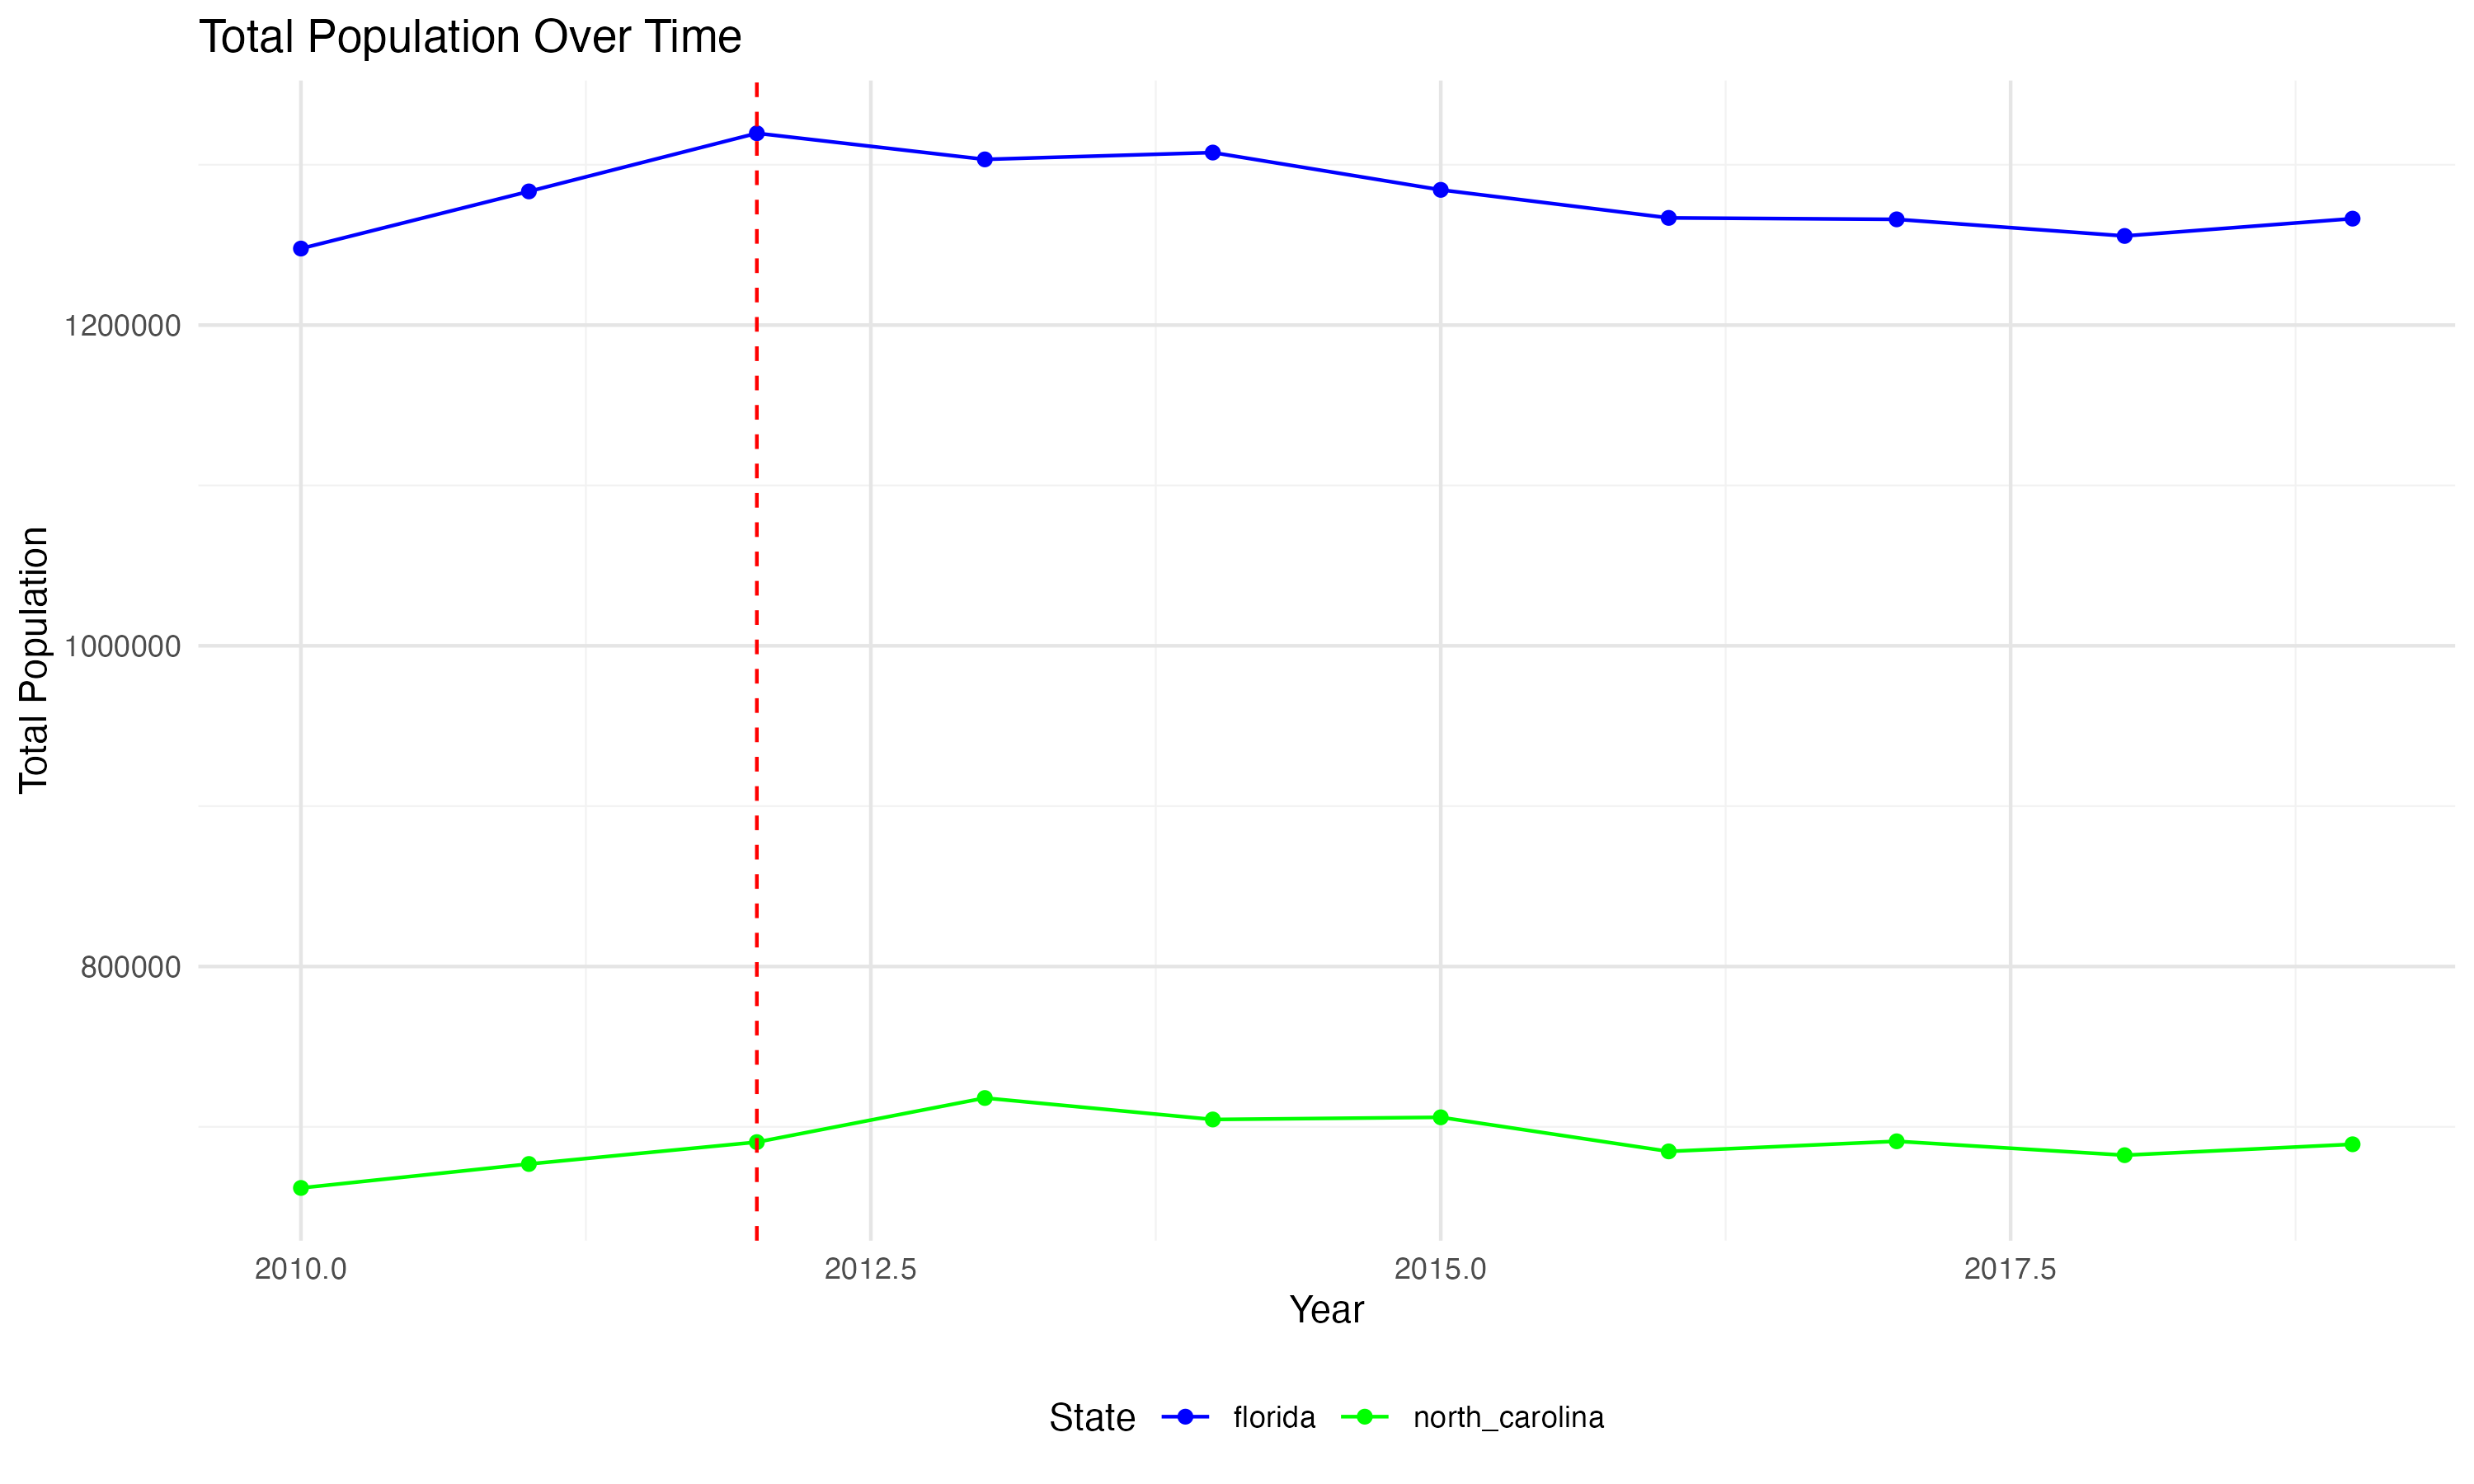 Total Population Over Time
Total Population
1200000
1000000
800000
2010.0
2012.5
2015.0
2017.5
Year
State
florida
north_carolina